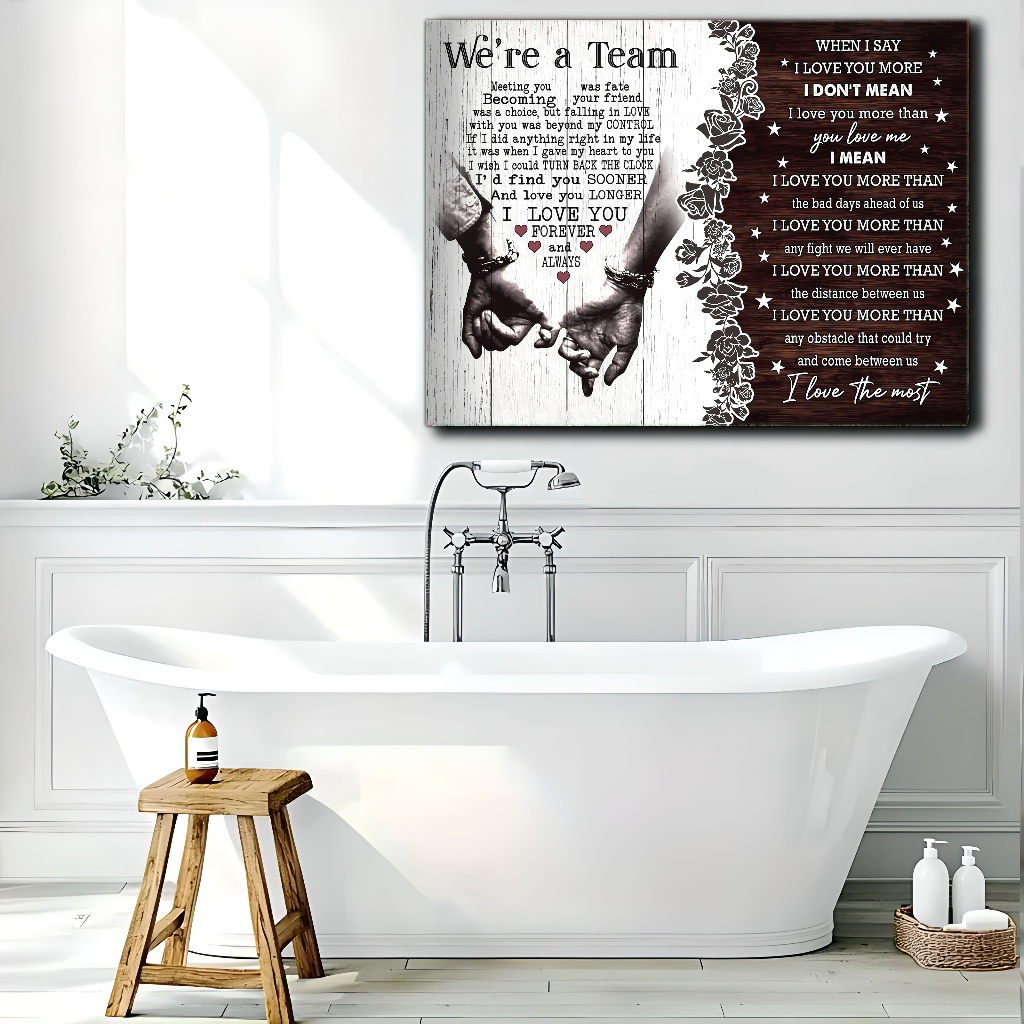 We're a Team
Meeting you was fate
Becoming your friend
was a choice, but falling in LOVE
with you was beyond my CONTROL
If I did anything right in my life
it was when I gave my heart to you
I wish I could TURN BACK THE CLOCK
I'd find you SOONER
And love you LONGER
I LOVE YOU
FOREVER
and
ALWAYS
WHEN I SAY
I LOVE YOU MORE
I DON'T MEAN
I love you more than
you love me
I MEAN
I LOVE YOU MORE THAN
the bad days ahead of us
I LOVE YOU MORE THAN
any fight we will ever have
I LOVE YOU MORE THAN
the distance between us
I LOVE YOU MORE THAN
any obstacle that could try
and come between us
I love the most